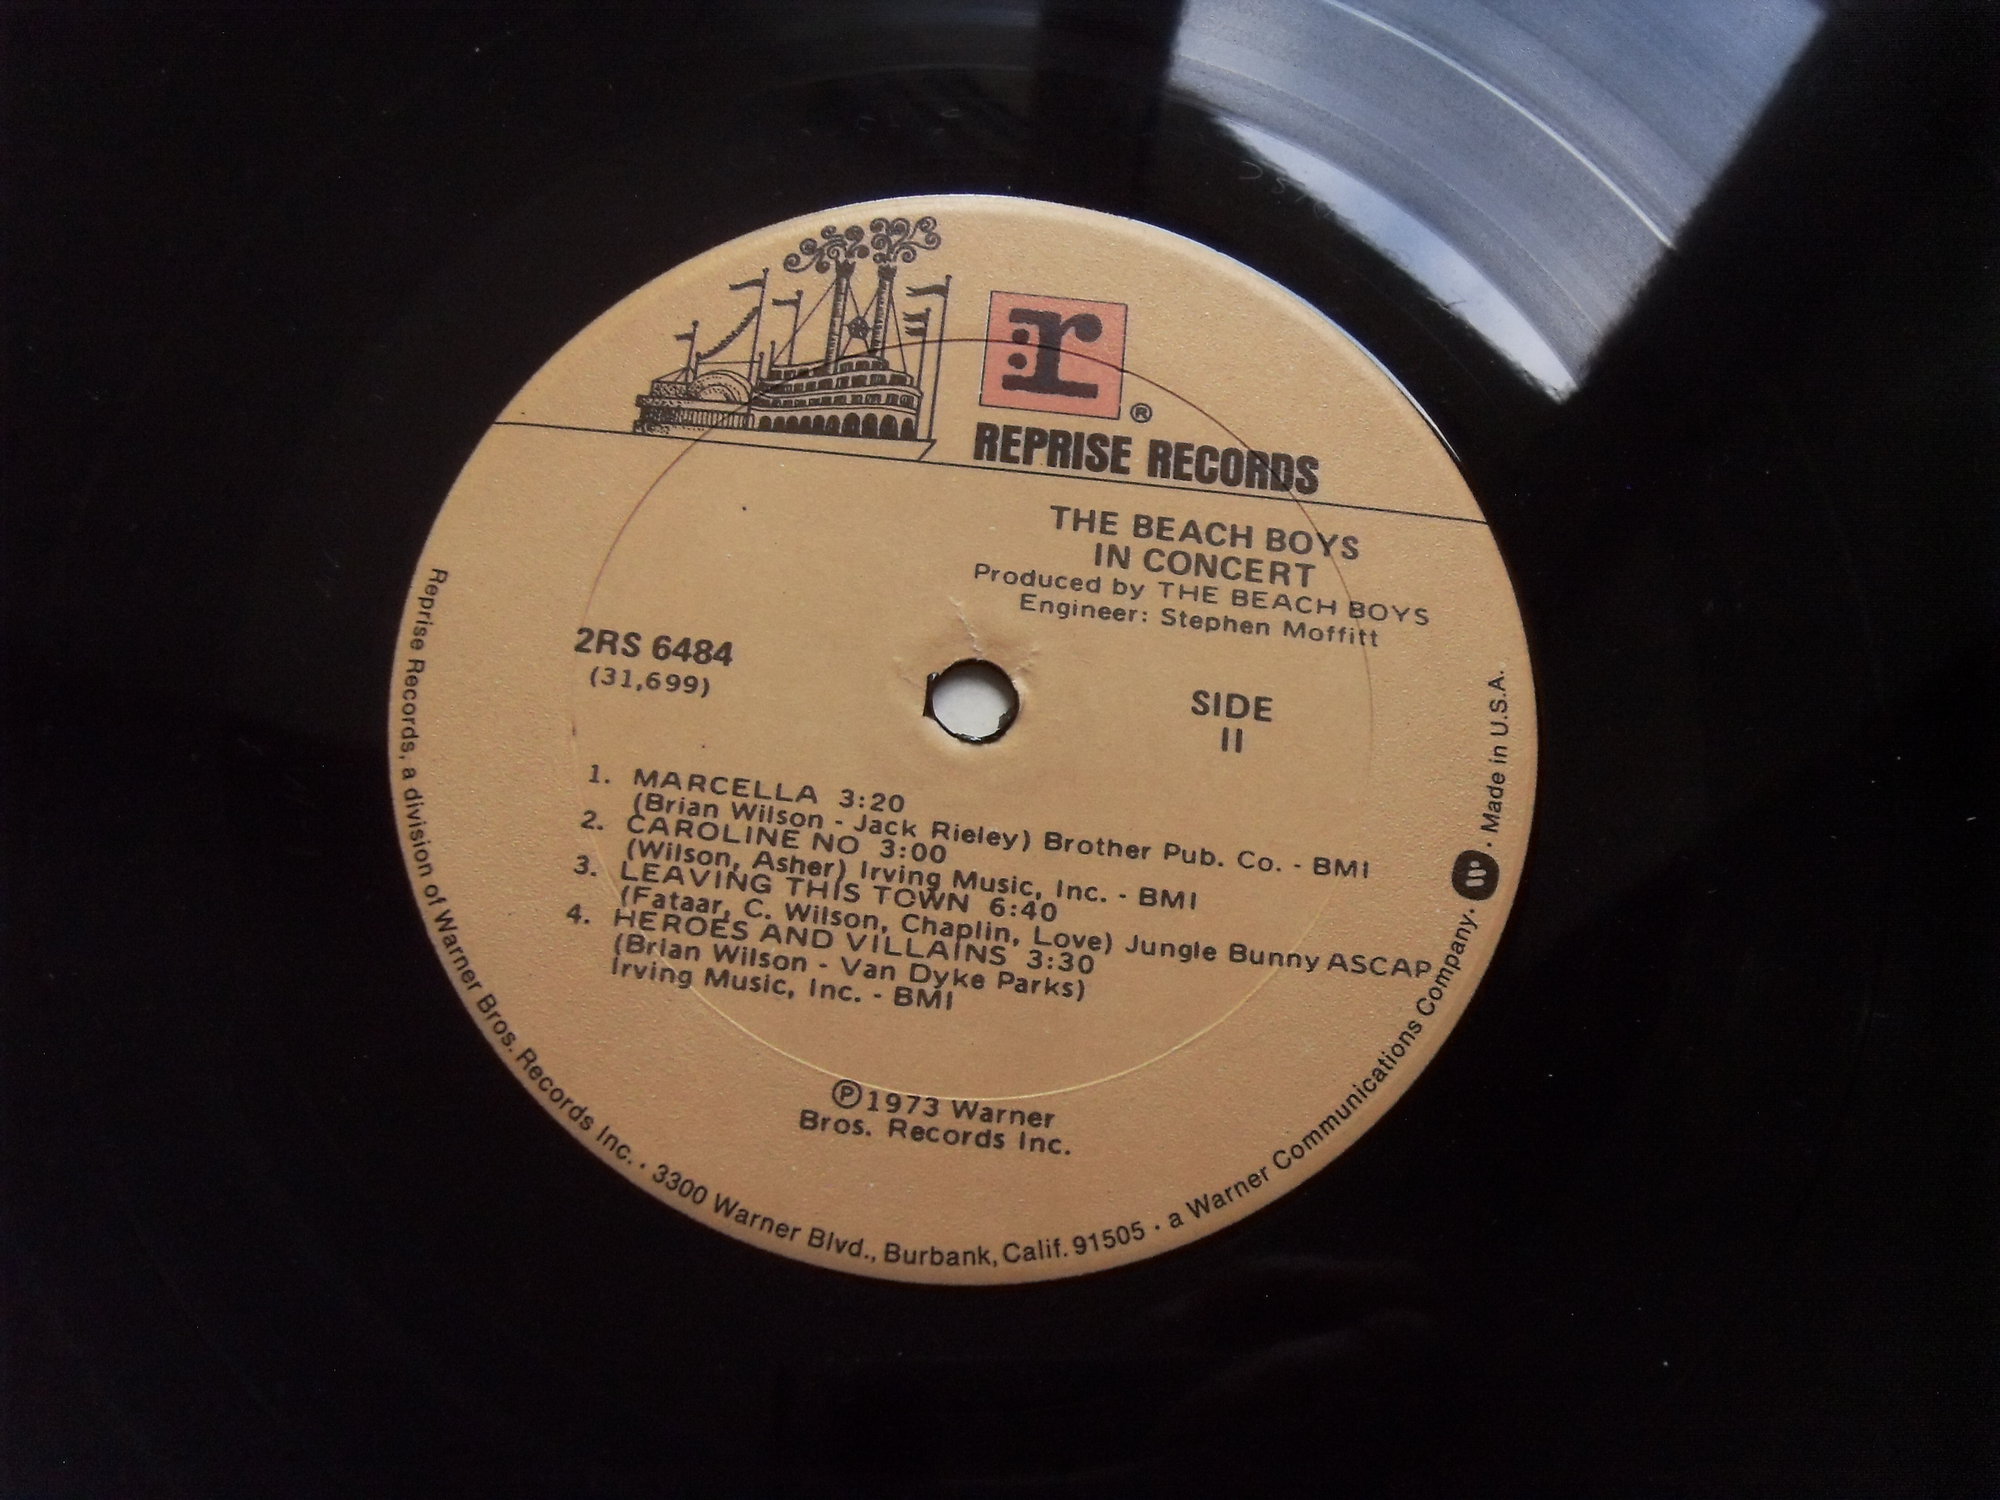 r
®
REPRISE RECORDS
THE BEACH BOYS
IN CONCERT
Produced by THE BEACH BOYS
Engineer: Stephen Moffitt
2RS 6484
(31,699)
SIDE
II
1. MARCELLA 3:20
(Brian Wilson - Jack Rieley) Brother Pub. Co. - BMI
2. CAROLINE NO 3:00
(Wilson, Asher) Irving Music, Inc. - BMI
3. LEAVING THIS TOWN 6:40
(Fataar, C. Wilson, Chaplin, Love) Jungle Bunny ASCAP
4. HEROES AND VILLAINS 3:30
(Brian Wilson - Van Dyke Parks)
Irving Music, Inc. - BMI
℗1973 Warner
Bros. Records Inc.
Reprise Records, a division of Warner Bros. Records Inc. · 3300 Warner Blvd., Burbank, Calif. 91505 · a Warner Communications Company. W · Made in U.S.A.